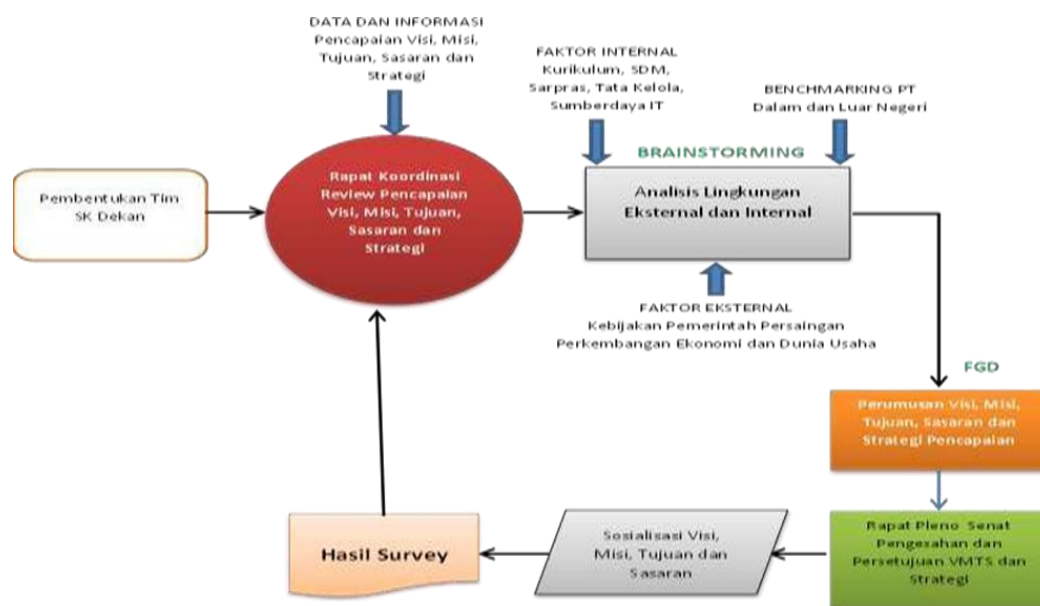 DATA DAN INFORMASI
Pencapaian Visi, Misi,
Tujuan, Sasaran dan
Strategi
FAKTOR INTERNAL
Kurikulum, SDM,
Sarpras, Tata Kelola,
Sumberdaya IT
BENCHMARKING PT
Dalam dan Luar Negeri
BRAINSTORMING
Pembentukan Tim
SK Dekan
Rapat Koordinasi
Review Pencapaian
Visi, Misi, Tujuan,
Sasaran dan
Strategi
Analisis Lingkungan
Eksternal dan Internal
FAKTOR EKSTERNAL
Kebijakan Pemerintah Persaingan
Perkembangan Ekonomi dan Dunia Usaha
FGD
Perumusan Visi, Misi,
Tujuan, Sasaran dan
Strategi Pencapaian
Rapat Pleno Senat
Pengesahan dan
Persetujuan VMTS dan
Strategi
Sosialisasi Visi,
Misi, Tujuan dan
Sasaran
Hasil Survey